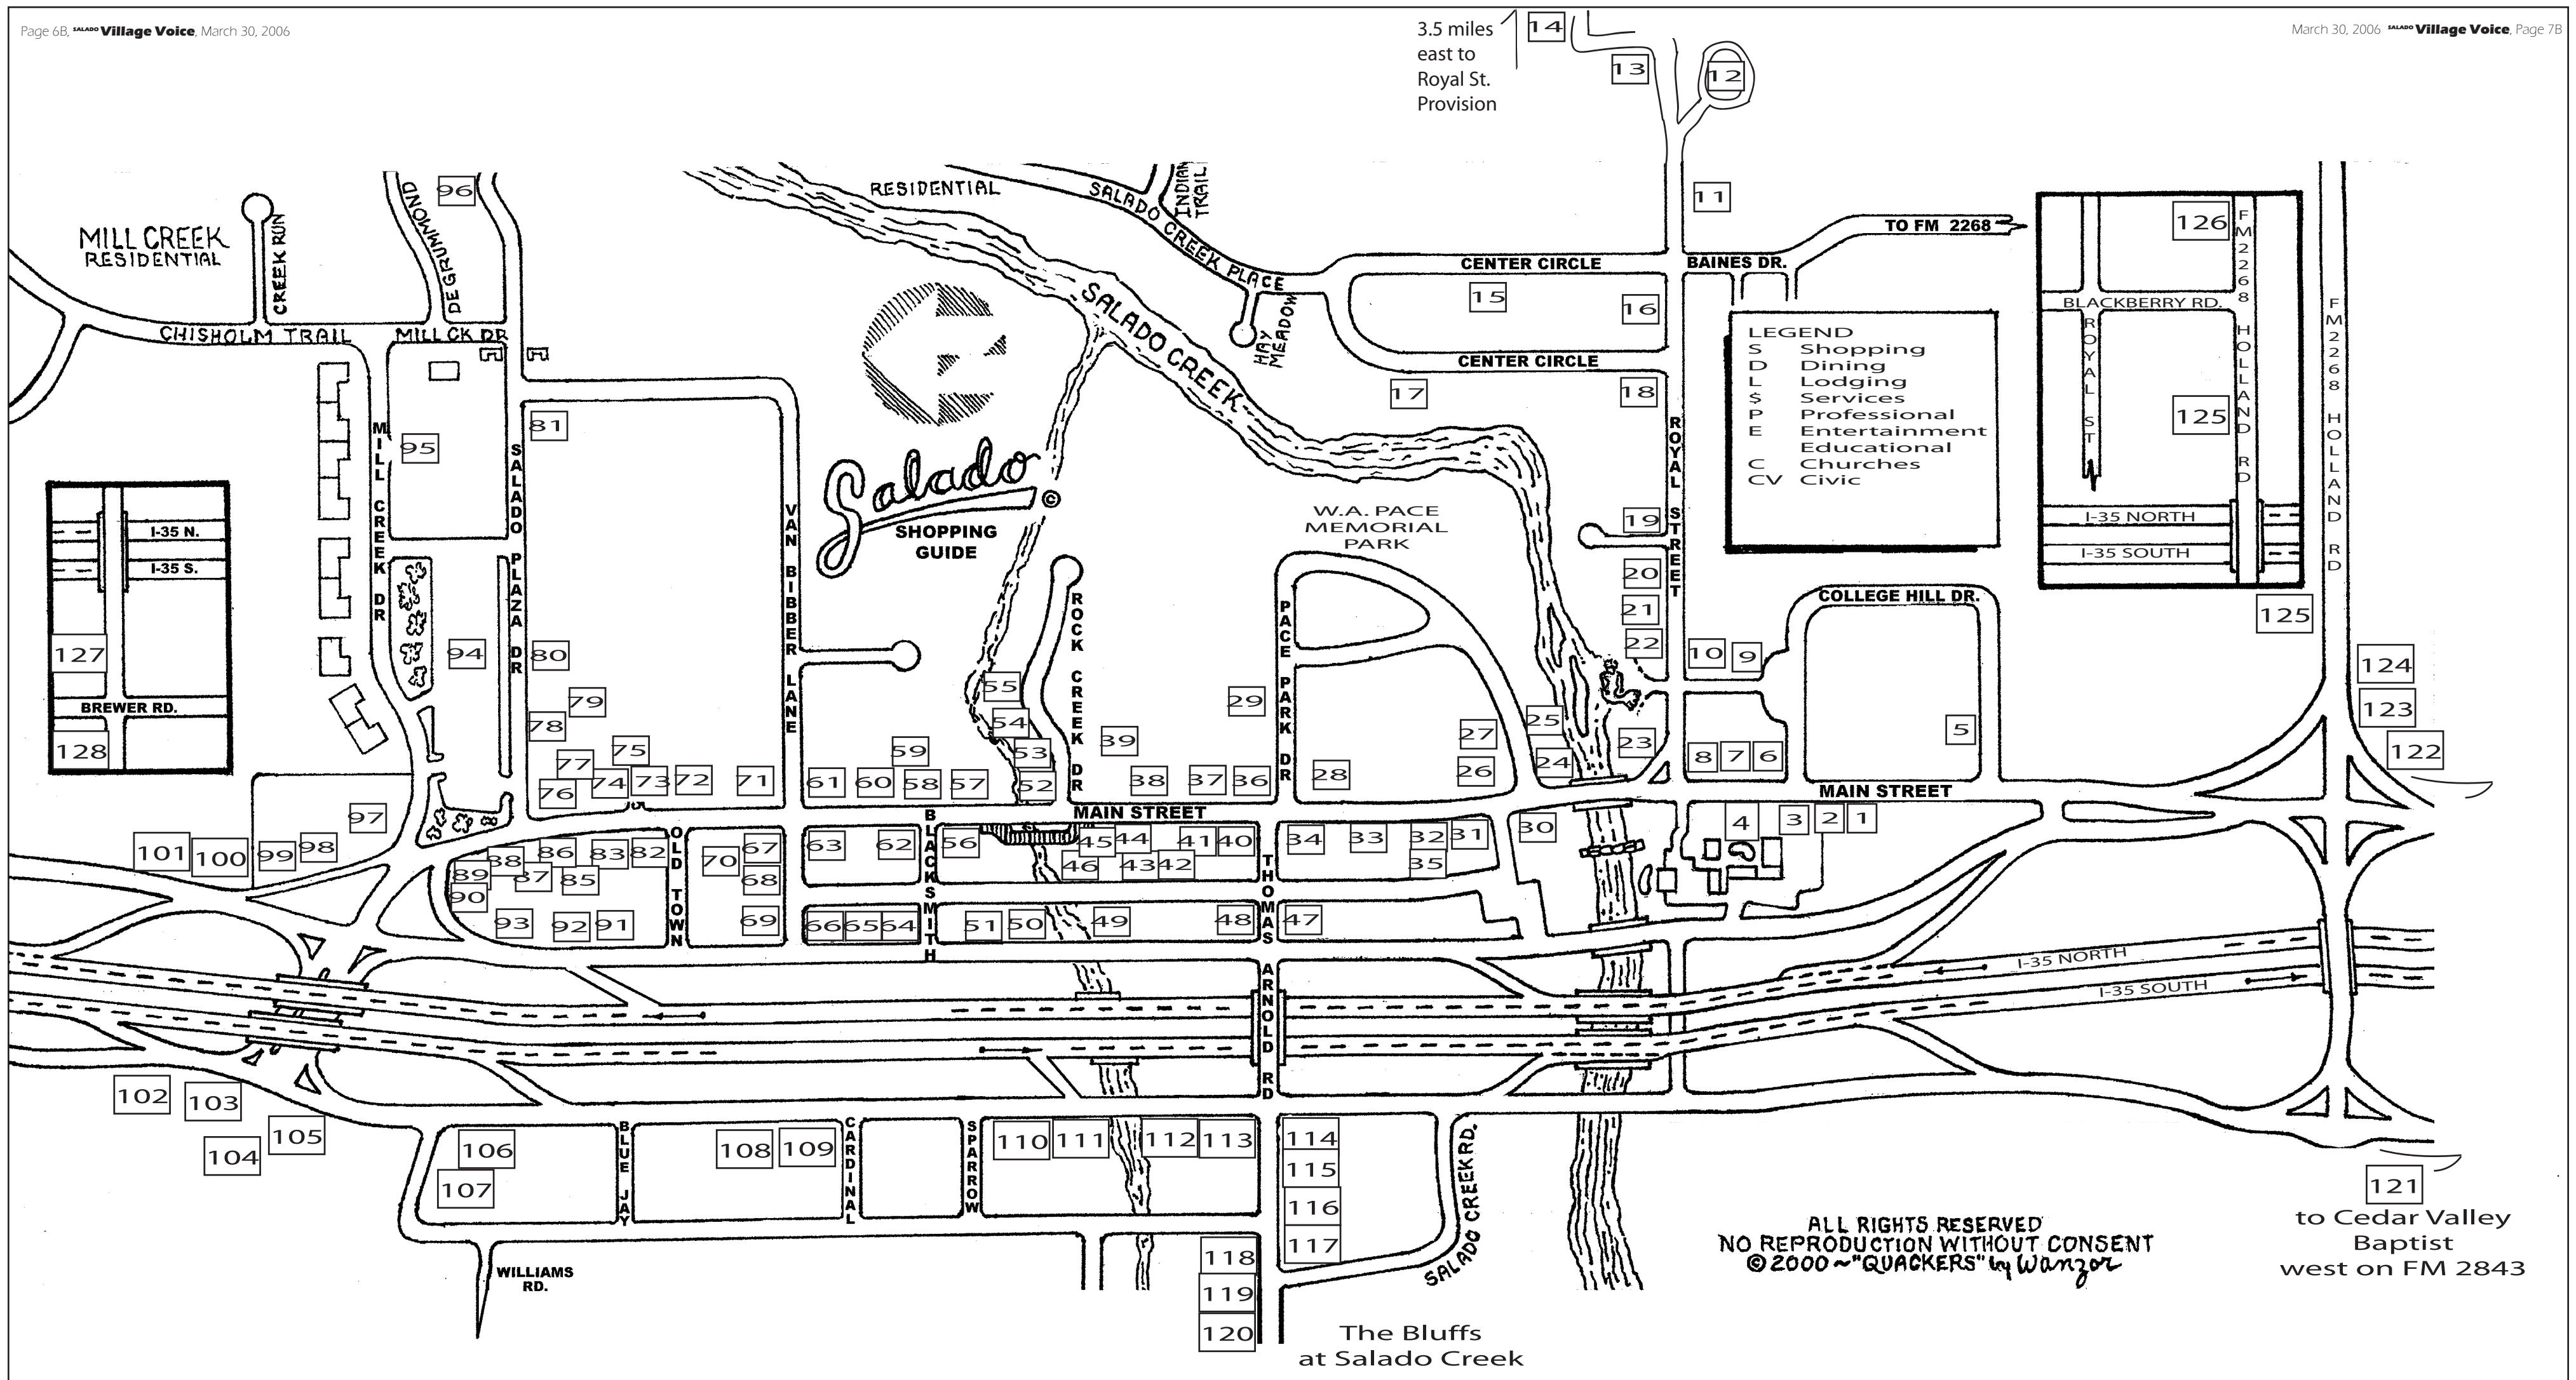 Page 6B, SALADO Village Voice, March 30, 2006
March 30, 2006 SALADO Village Voice, Page 7B
3.5 miles
east to
Royal St.
Provision
14
13
12
11
96
MILL CREEK
RESIDENTIAL
CREEK RUN
DEGRUMMOND
CHISHOLM TRAIL
MILL CK DR
RESIDENTIAL
SALADO CREEK PLACE
INDIAN
TRAIL
HAY
MEADOW
SALADO CREEK
CENTER CIRCLE
BAINES DR.
TO FM 2268
15
16
CENTER CIRCLE
17
18
LEGEND
S Shopping
D Dining
L Lodging
$ Services
P Professional
E Entertainment
Educational
C Churches
CV Civic
126
FM2268 HOLLAND RD
BLACKBERRY RD.
ROYAL ST
125
I-35 NORTH
I-35 SOUTH
FM2268 HOLLAND RD
125
124
123
122
I-35 N.
I-35 S.
127
BREWER RD.
128
MILL CREEK DR
95
SALADO PLAZA DR
81
94
80
79
78
77
75
76
74
73
72
71
VAN BIBBER LANE
Salado
©
SHOPPING
GUIDE
ROCK CREEK DR
W.A. PACE
MEMORIAL
PARK
PACE PARK DR
ROYAL STREET
19
20
21
22
10
9
COLLEGE HILL DR.
5
55
54
53
52
59
61
60
58
57
39
38
37
36
29
28
27
26
25
24
23
8
7
6
MAIN STREET
MAIN STREET
97
101
100
99
98
88
86
83
82
89
87
85
90
93
92
91
OLD TOWN
70
67
68
69
63
62
66
65
64
BLACKSMITH
56
45
44
41
40
46
43
42
51
50
49
48
THOMAS ARNOLD RD
34
33
32
31
35
47
30
4
3
2
1
I-35 NORTH
I-35 SOUTH
102
103
104
105
106
107
BLUE JAY
108
109
CARDINAL
SPARROW
110
111
112
113
114
115
116
117
118
119
120
SALADO CREEK RD.
WILLIAMS
RD.
The Bluffs
at Salado Creek
ALL RIGHTS RESERVED
NO REPRODUCTION WITHOUT CONSENT
© 2000 ~ "QUACKERS" by Wanzor
121
to Cedar Valley
Baptist
west on FM 2843